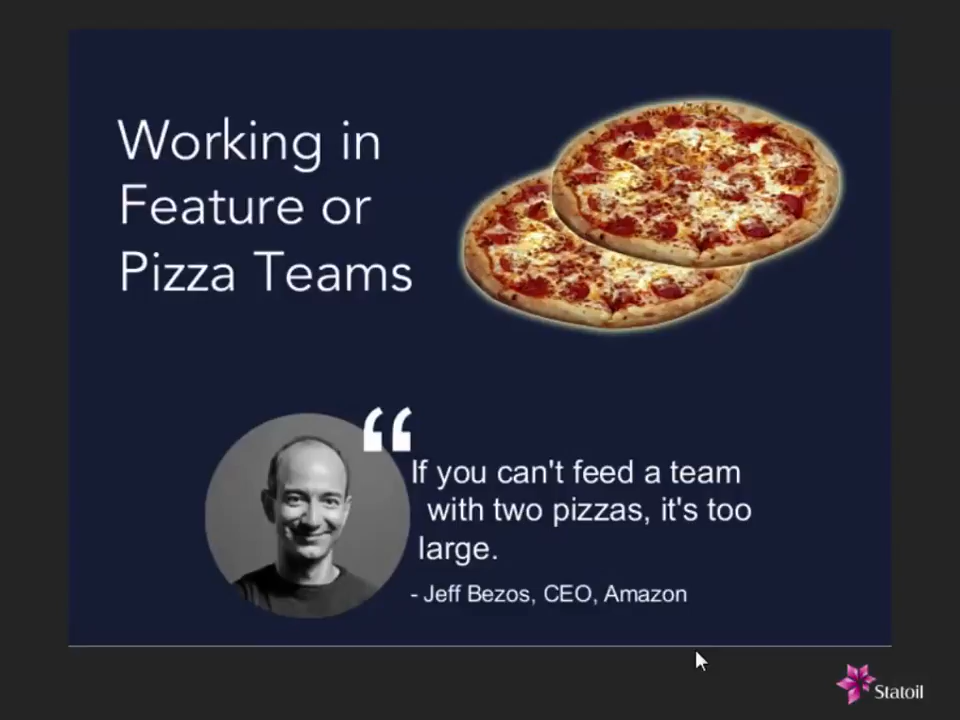 Working in
Feature or
Pizza Teams
“
If you can't feed a team
with two pizzas, it's too
large.
- Jeff Bezos, CEO, Amazon
Statoil